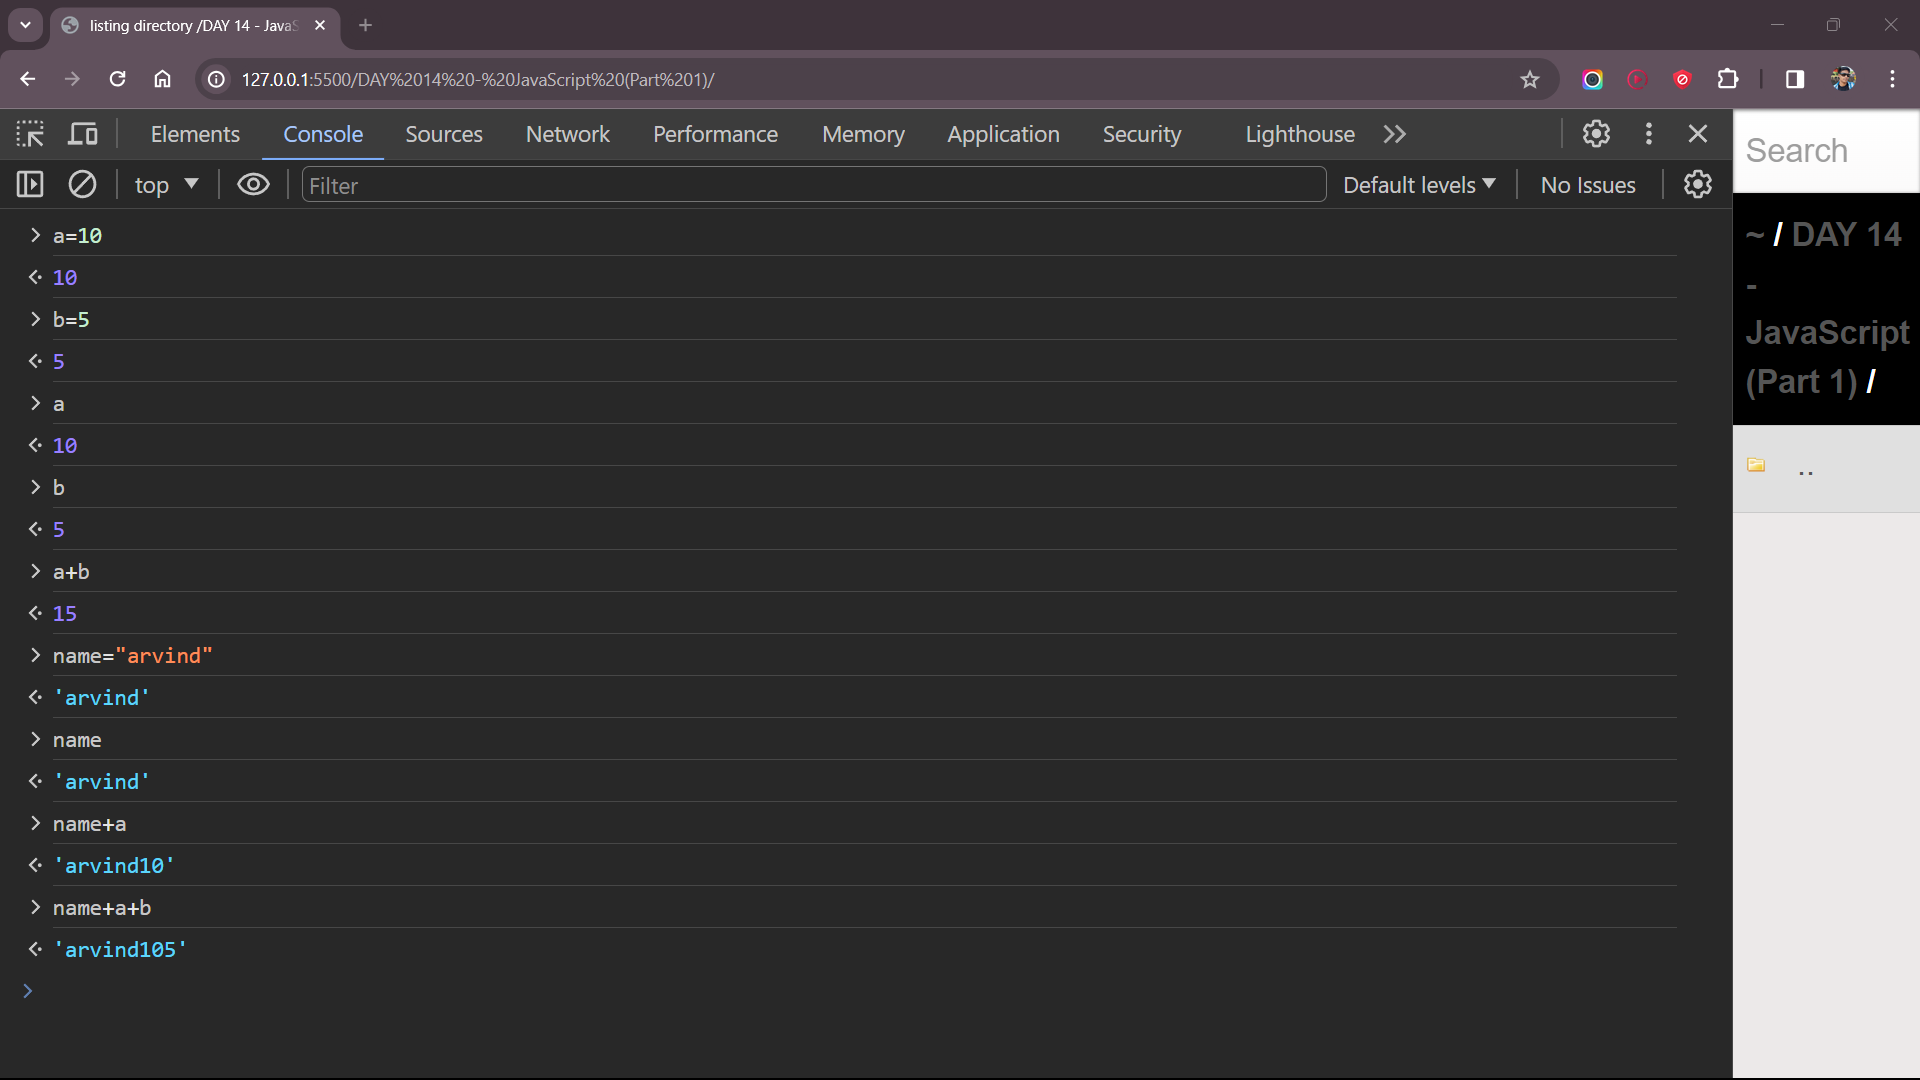 listing directory /DAY 14 - JavaS
127.0.0.1:5500/DAY%2014%20-%20JavaScript%20(Part%201)/
Elements Console Sources Network Performance Memory Application Security Lighthouse
top Filter Default levels No Issues
> a=10
10
> b=5
5
> a
10
> b
5
> a+b
15
> name="arvind"
'arvind'
> name
'arvind'
> name+a
'arvind10'
> name+a+b
'arvind105'
>
Search
~ / DAY 14
-
JavaScript
(Part 1) /
..